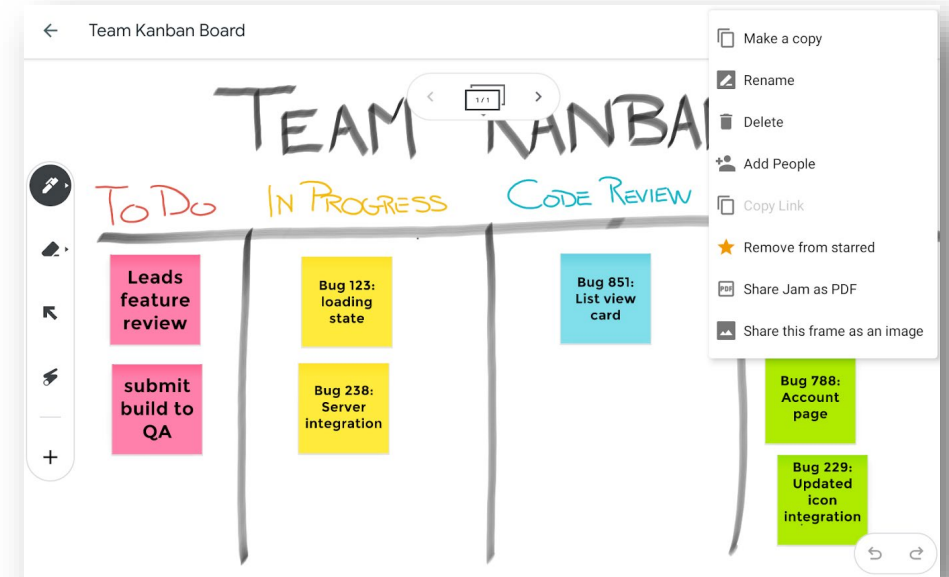 Team Kanban Board
Make a copy
Rename
Delete
Add People
Copy Link
Remove from starred
Share Jam as PDF
PDF
Share this frame as an image
1/1
TEAM KANBA
TO DO
IN PROGRESS
CODE REVIEW
Leads
feature
review
submit
build to
QA
Bug 123:
loading
state
Bug 238:
Server
integration
Bug 851:
List view
card
Bug 788:
Account
page
Bug 229:
Updated
icon
integration